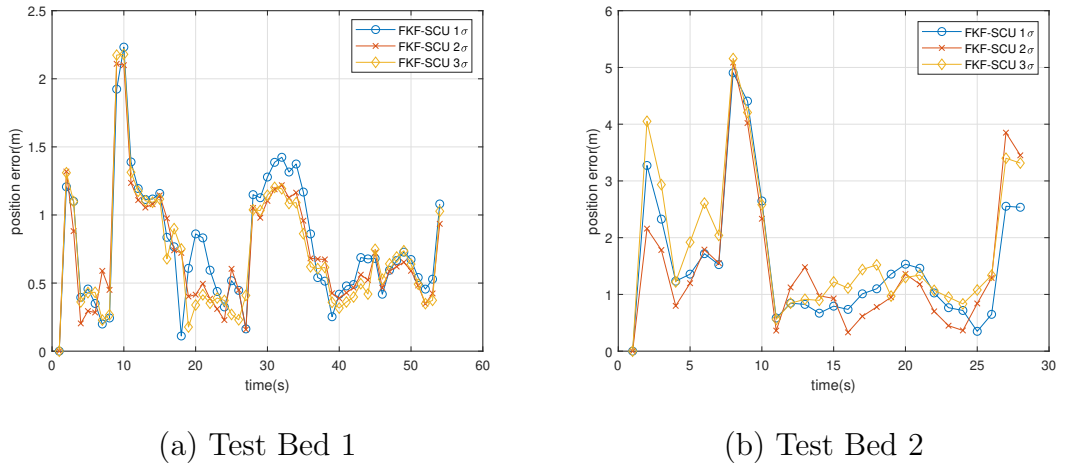 2.5
2
1.5
1
0.5
0
position error(m)
FKF-SCU 1σ
FKF-SCU 2σ
FKF-SCU 3σ
0 10 20 30 40 50 60
time(s)
(a) Test Bed 1
6
5
4
3
2
1
0
position error(m)
FKF-SCU 1σ
FKF-SCU 2σ
FKF-SCU 3σ
0 5 10 15 20 25 30
time(s)
(b) Test Bed 2